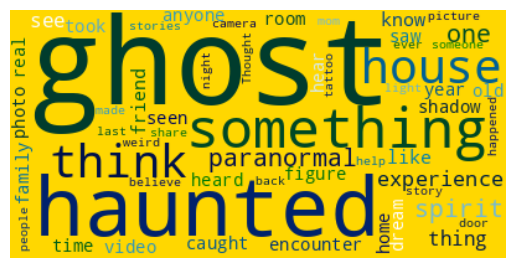 see took anyone room camera know picture
stories mom saw ever someone one
ghost
house
photo real
night
Thought
hear
tattoo
light
year old
friend
made
last share
seen
weird
something
shadow
happened
think
paranormal
help like
family
heard
figure
believe
back
experience
haunted
story
people
spirit
dream
home
door
time video caught encounter thing